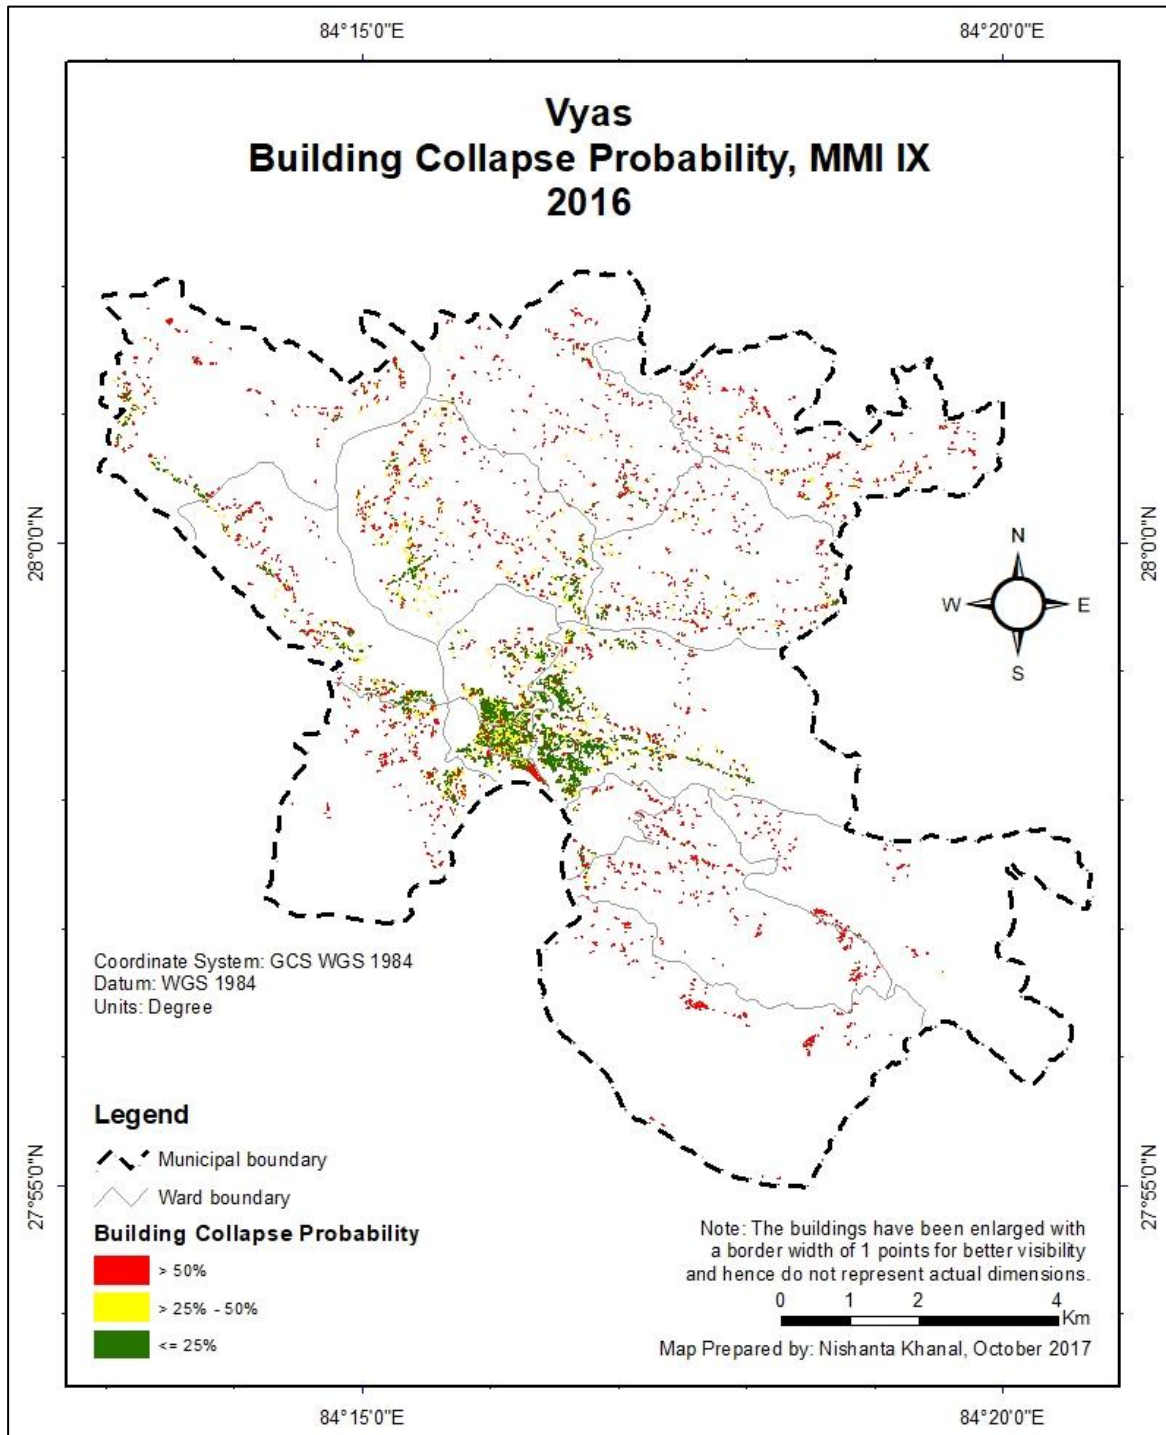 84°15'0"E
84°20'0"E
Vyas
Building Collapse Probability, MMI IX
2016
28°0'0"N
28°0'0"N
N
W
E
S
Coordinate System: GCS WGS 1984
Datum: WGS 1984
Units: Degree
Legend
Municipal boundary
Ward boundary
Building Collapse Probability
> 50%
> 25% - 50%
<= 25%
27°55'0"N
27°55'0"N
Note: The buildings have been enlarged with
a border width of 1 points for better visibility
and hence do not represent actual dimensions.
0 1 2 4
Km
Map Prepared by: Nishanta Khanal, October 2017
84°15'0"E
84°20'0"E